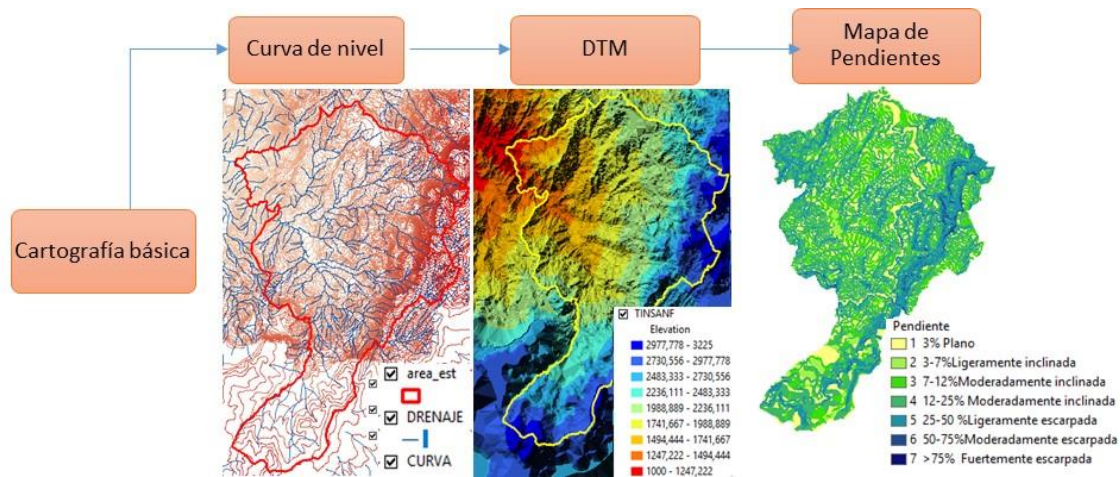 Cartografía básica
Curva de nivel
DTM
Mapa de
Pendientes
area_est
DRENAJE
CURVA
TINSANF
Elevation
2977,778 - 3225
2730,556 - 2977,778
2483,333 - 2730,556
2236,111 - 2483,333
1988,889 - 2236,111
1741,667 - 1988,889
1494,444 - 1741,667
1247,222 - 1494,444
1000 - 1247,222
Pendiente
1 3% Plano
2 3-7%Ligeramente inclinada
3 7-12%Moderadamente inclinada
4 12-25% Moderadamente inclinada
5 25-50 %Ligeramente escarpada
6 50-75%Moderadamente escarpada
7 >75% Fuertemente escarpada